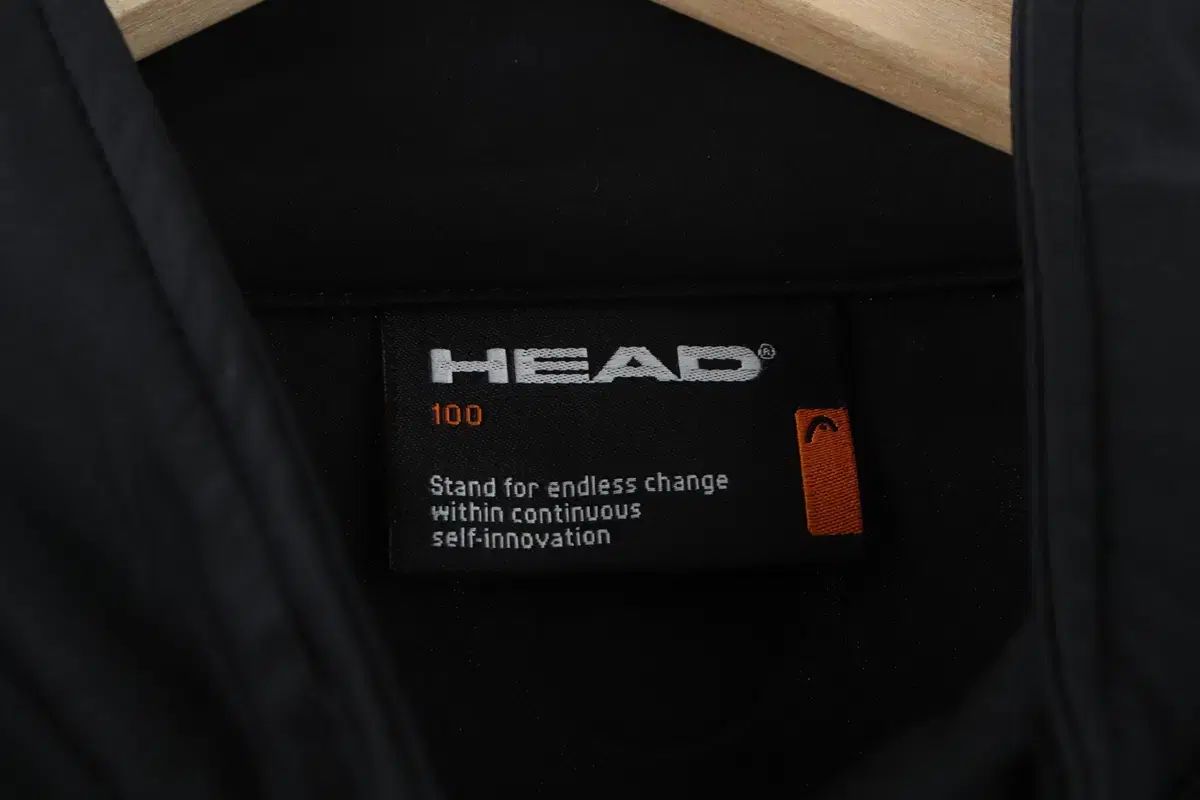 HEAD®
100
Stand for endless change
within continuous
self-innovation